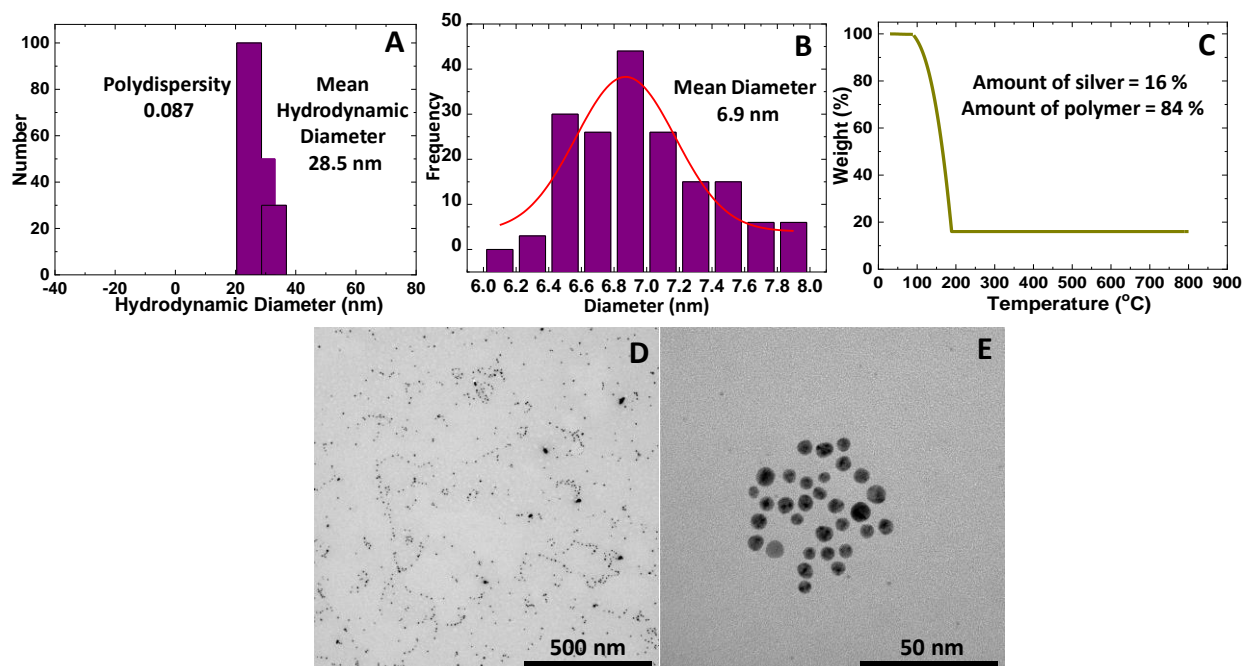 A
Polydispersity
0.087
Mean
Hydrodynamic
Diameter
28.5 nm
Number
100
80
60
40
20
0
-40 -20 0 20 40 60 80
Hydrodynamic Diameter (nm)
B
Mean Diameter
6.9 nm
Frequency
50
40
30
20
10
0
6.0 6.2 6.4 6.6 6.8 7.0 7.2 7.4 7.6 7.8 8.0
Diameter (nm)
C
Amount of silver = 16 %
Amount of polymer = 84 %
Weight (%)
100
80
60
40
20
0
0 100 200 300 400 500 600 700 800 900
Temperature (°C)
D
500 nm
E
50 nm